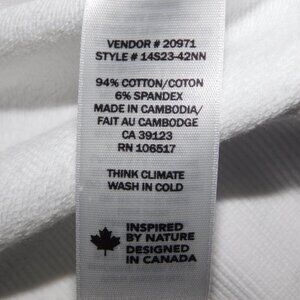 VENDOR # 20971
STYLE # 14S23-42NN
94% COTTON/COTON
6% SPANDEX
MADE IN CAMBODIA/
FAIT AU CAMBODGE
CA 39123
RN 106517
THINK CLIMATE
WASH IN COLD
INSPIRED
BY NATURE
DESIGNED
IN CANADA